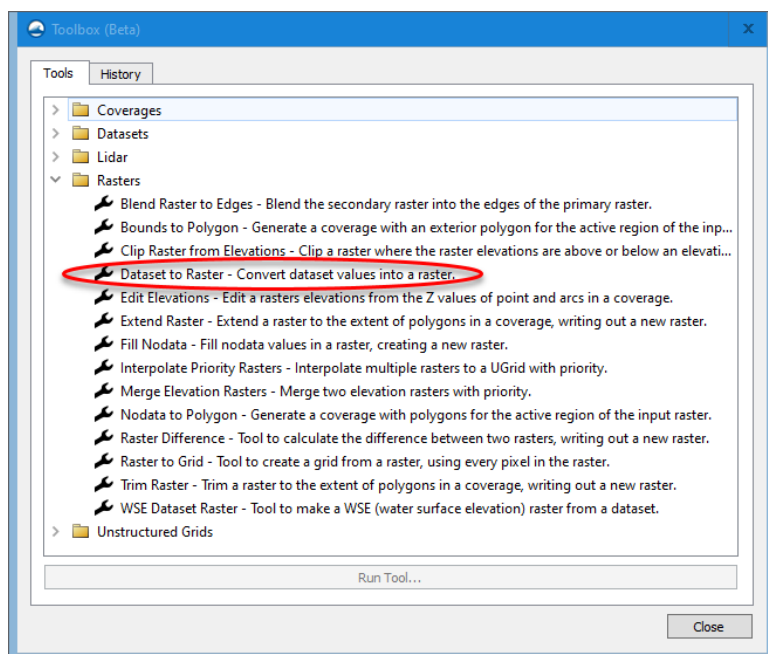 Toolbox (Beta)
x
Tools
History
Coverages
Datasets
Lidar
Rasters
Blend Raster to Edges - Blend the secondary raster into the edges of the primary raster.
Bounds to Polygon - Generate a coverage with an exterior polygon for the active region of the inp...
Clip Raster from Elevations - Clip a raster where the raster elevations are above or below an elevati...
Dataset to Raster - Convert dataset values into a raster.
Edit Elevations - Edit a rasters elevations from the Z values of point and arcs in a coverage.
Extend Raster - Extend a raster to the extent of polygons in a coverage, writing out a new raster.
Fill Nodata - Fill nodata values in a raster, creating a new raster.
Interpolate Priority Rasters - Interpolate multiple rasters to a UGrid with priority.
Merge Elevation Rasters - Merge two elevation rasters with priority.
Nodata to Polygon - Generate a coverage with polygons for the active region of the input raster.
Raster Difference - Tool to calculate the difference between two rasters, writing out a new raster.
Raster to Grid - Tool to create a grid from a raster, using every pixel in the raster.
Trim Raster - Trim a raster to the extent of polygons in a coverage, writing out a new raster.
WSE Dataset Raster - Tool to make a WSE (water surface elevation) raster from a dataset.
Unstructured Grids
Run Tool...
Close